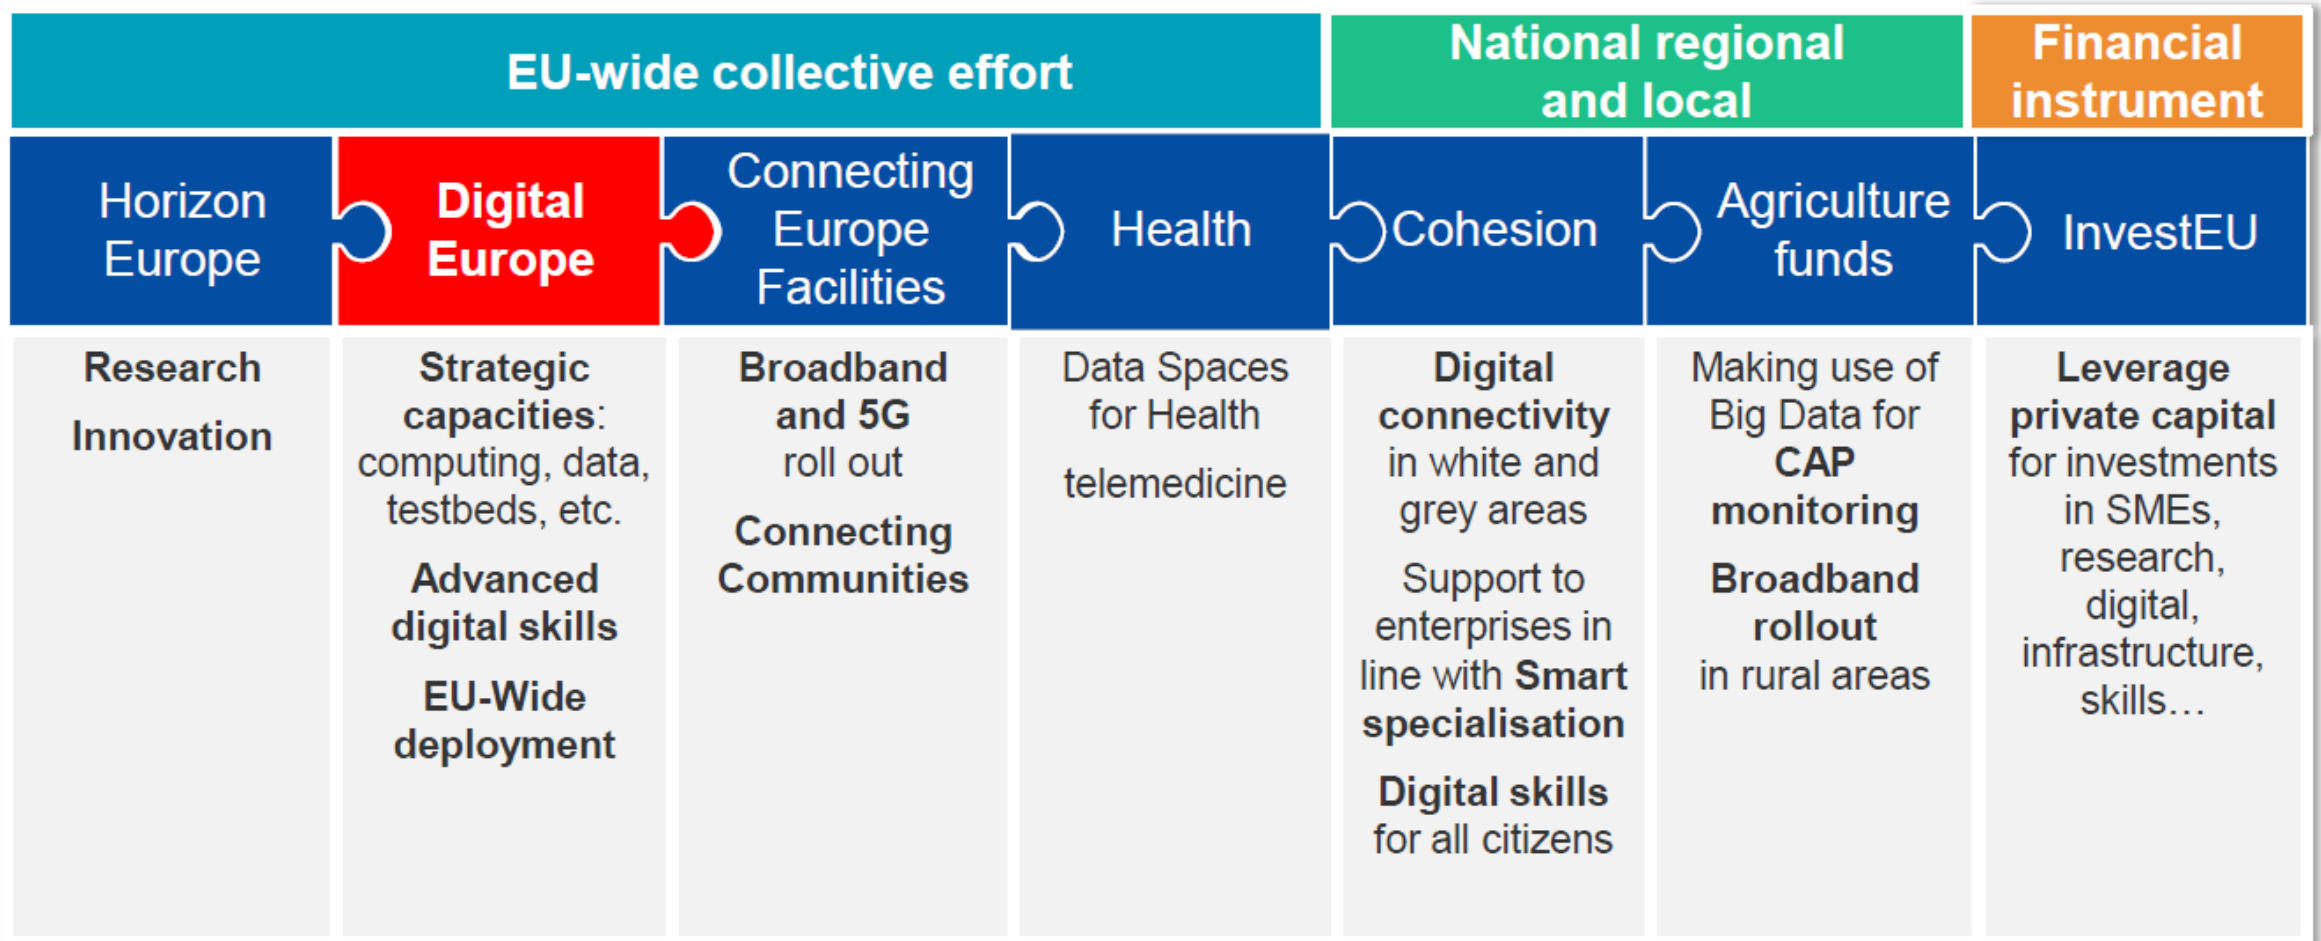 EU-wide collective effort
National regional
and local
Financial
instrument
Horizon
Europe
Digital
Europe
Connecting
Europe
Facilities
Health
Cohesion
Agriculture
funds
InvestEU
Research
Innovation
Strategic
capacities:
computing, data,
testbeds, etc.
Advanced
digital skills
EU-Wide
deployment
Broadband
and 5G
roll out
Connecting
Communities
Data Spaces
for Health
telemedicine
Digital
connectivity
in white and
grey areas
Support to
enterprises in
line with Smart
specialisation
Digital skills
for all citizens
Making use of
Big Data for
CAP
monitoring
Broadband
rollout
in rural areas
Leverage
private capital
for investments
in SMEs,
research,
digital,
infrastructure,
skills…